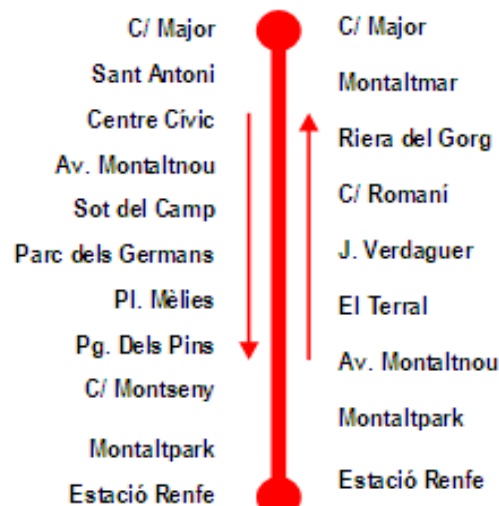 C/ Major
Sant Antoni
Centre Cívic
Av. Montaltnou
Sot del Camp
Parc dels Germans
Pl. Mèlies
Pg. Dels Pins
C/ Montseny
Montaltpark
Estació Renfe
C/ Major
Montaltmar
Riera del Gorg
C/ Romaní
J. Verdaguer
El Terral
Av. Montaltnou
Montaltpark
Estació Renfe